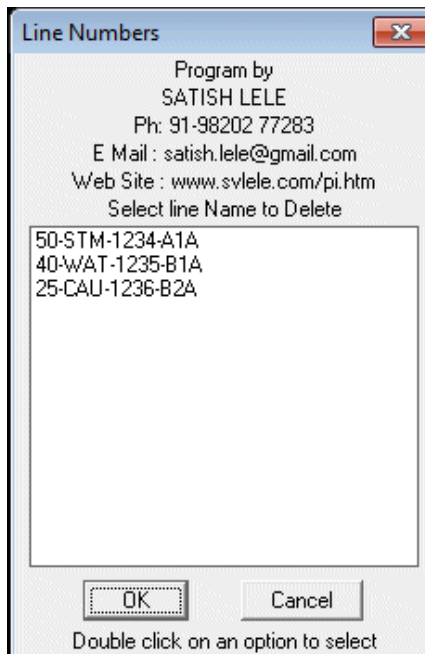 Line Numbers
Program by
SATISH LELE
Ph: 91-98202 77283
E Mail : satish.lele@gmail.com
Web Site : www.svlele.com/pi.htm
Select line Name to Delete
50-STM-1234-A1A
40-WAT-1235-B1A
25-CAU-1236-B2A
OK Cancel
Double click on an option to select